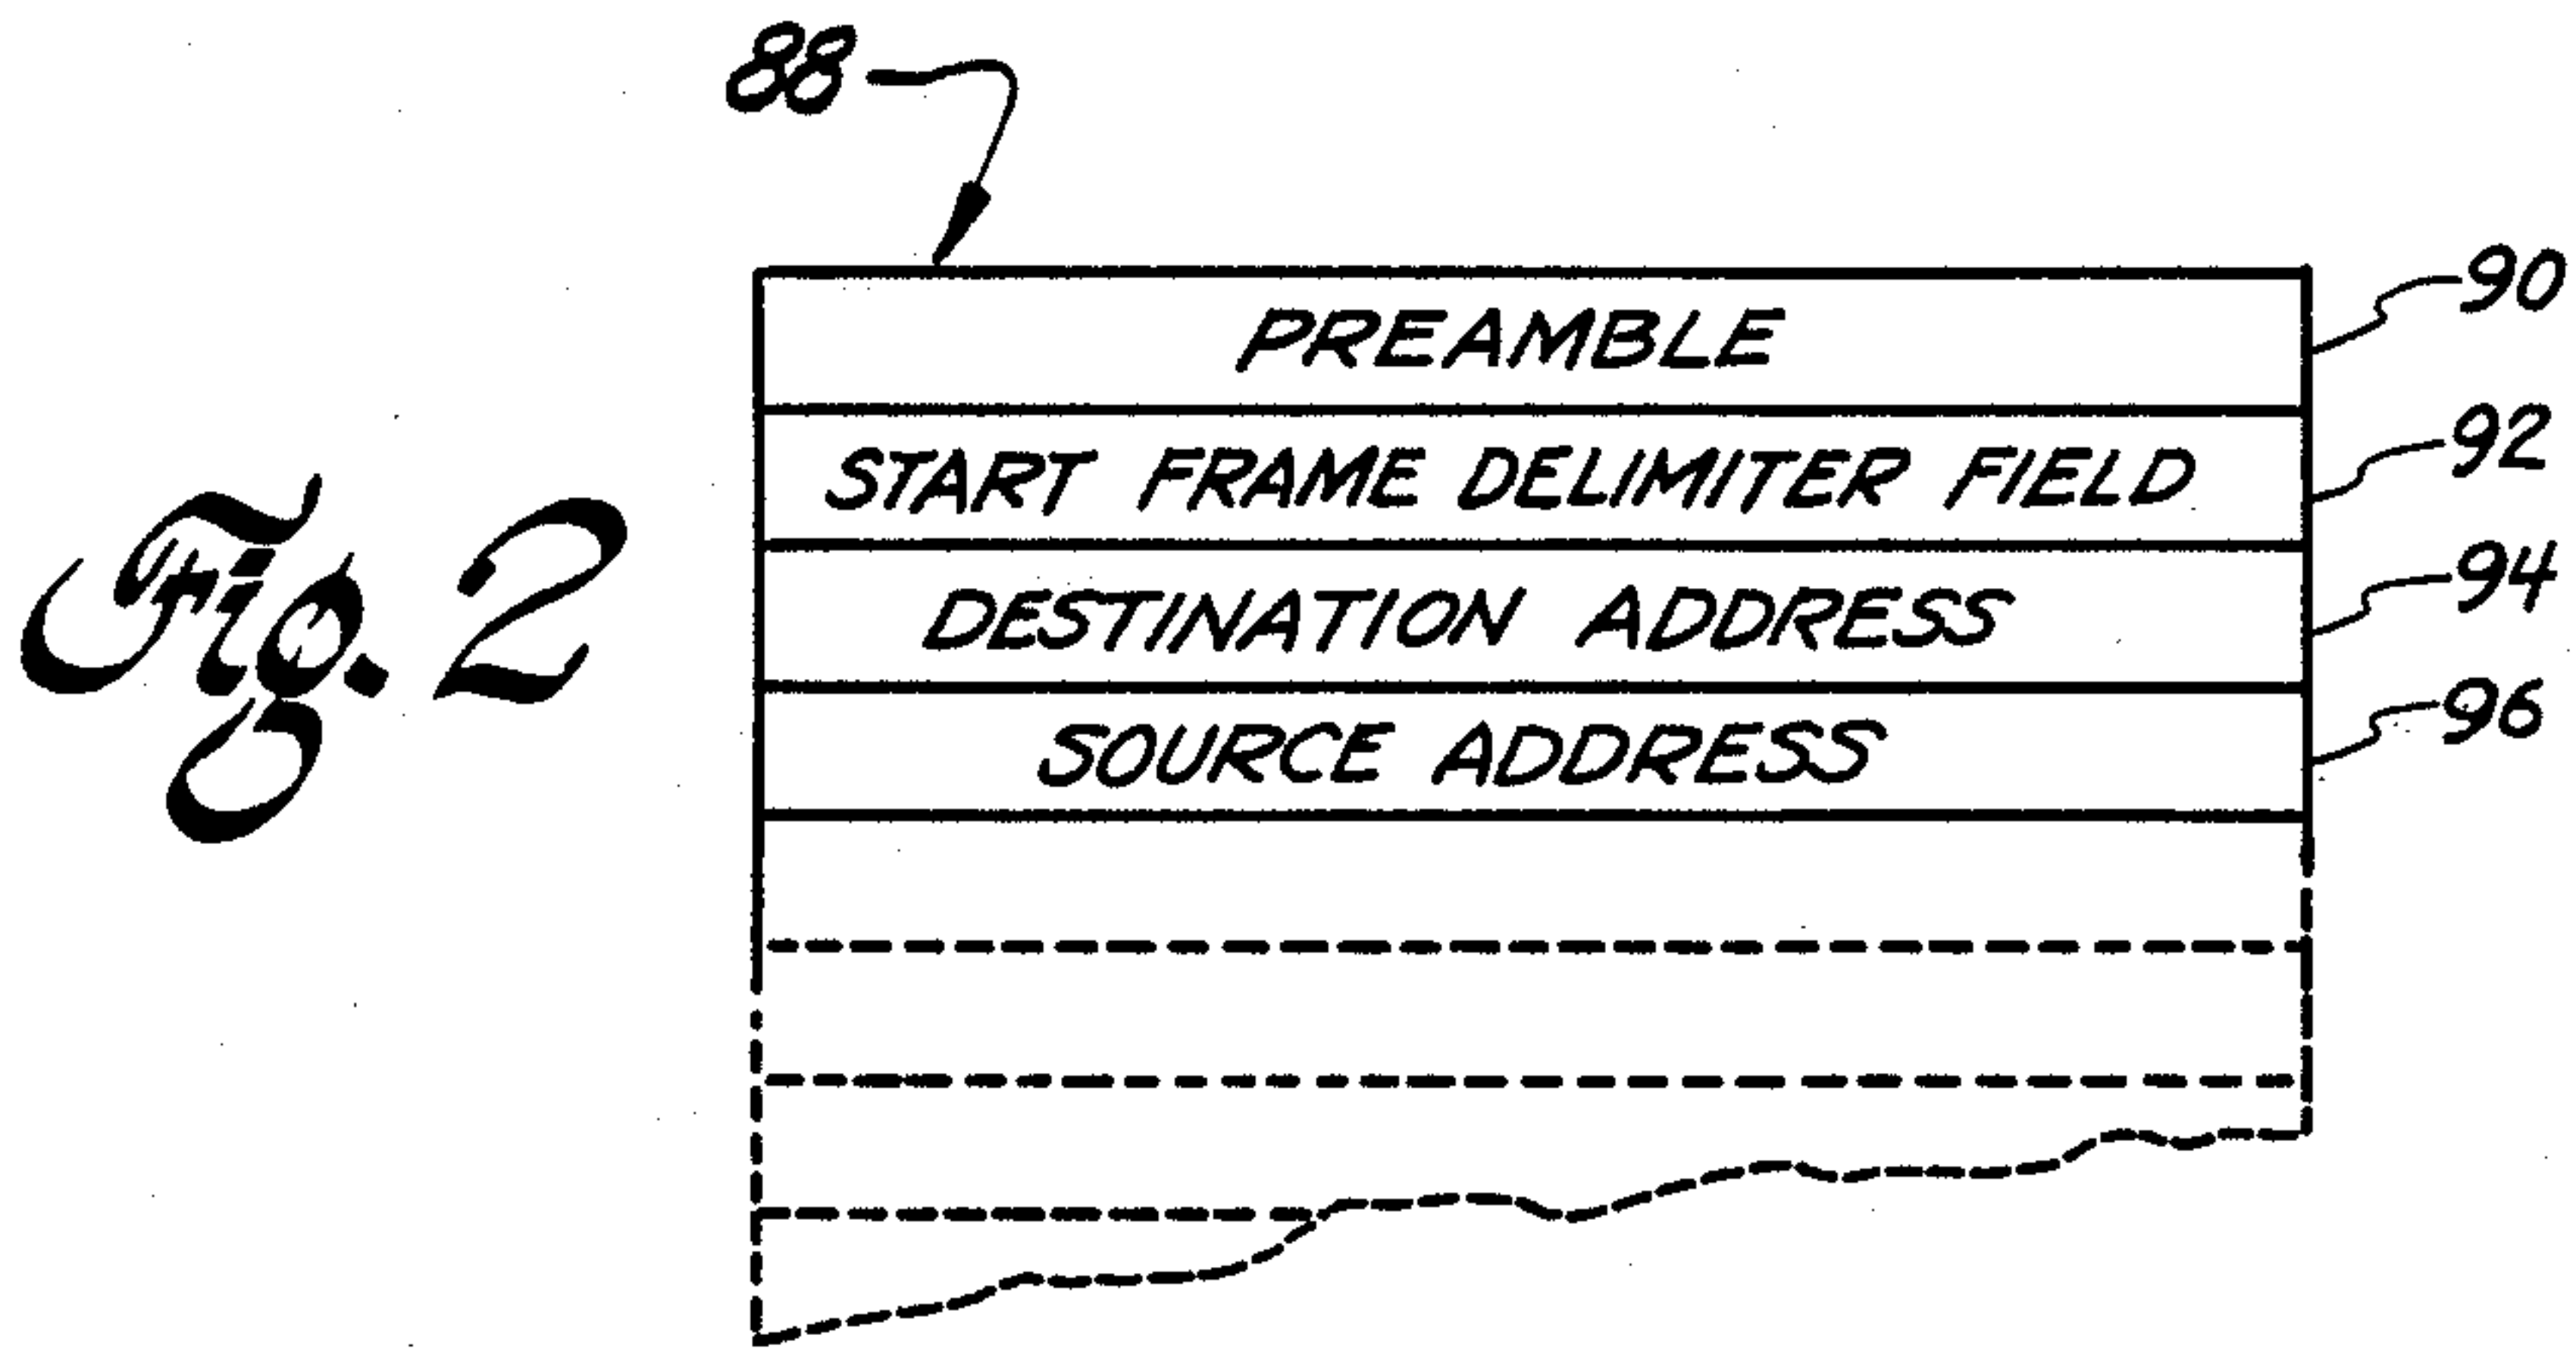 88
PREAMBLE 90
START FRAME DELIMITER FIELD 92
DESTINATION ADDRESS 94
SOURCE ADDRESS 96
Fig. 2